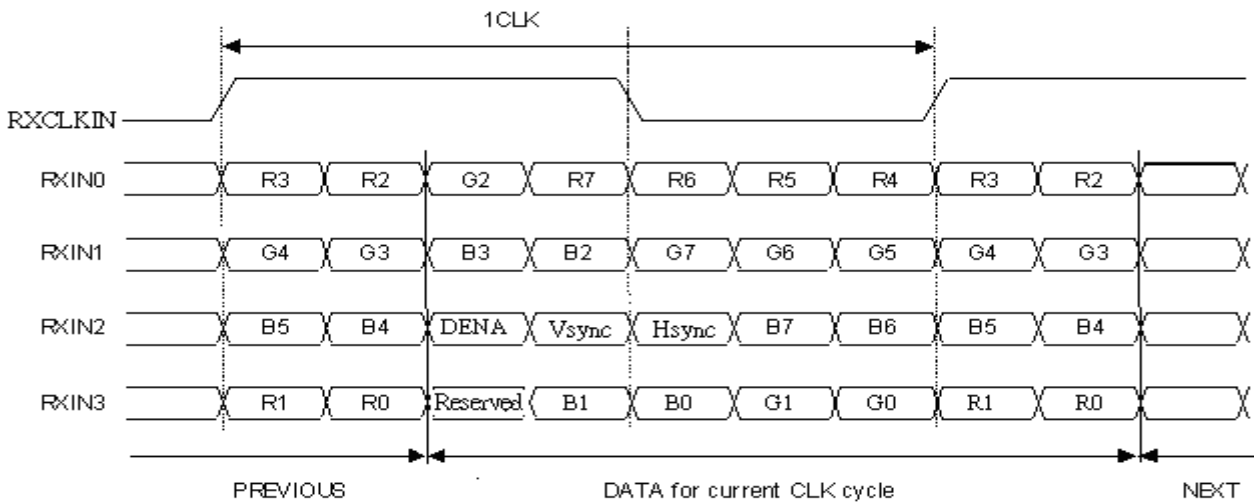 1CLK
RXCLKIN
RXIN0 R3 R2 G2 R7 R6 R5 R4 R3 R2
RXIN1 G4 G3 B3 B2 G7 G6 G5 G4 G3
RXIN2 B5 B4 DENA Vsync Hsync B7 B6 B5 B4
RXIN3 R1 R0 Reserved B1 B0 G1 G0 R1 R0
PREVIOUS DATA for current CLK cycle NEXT